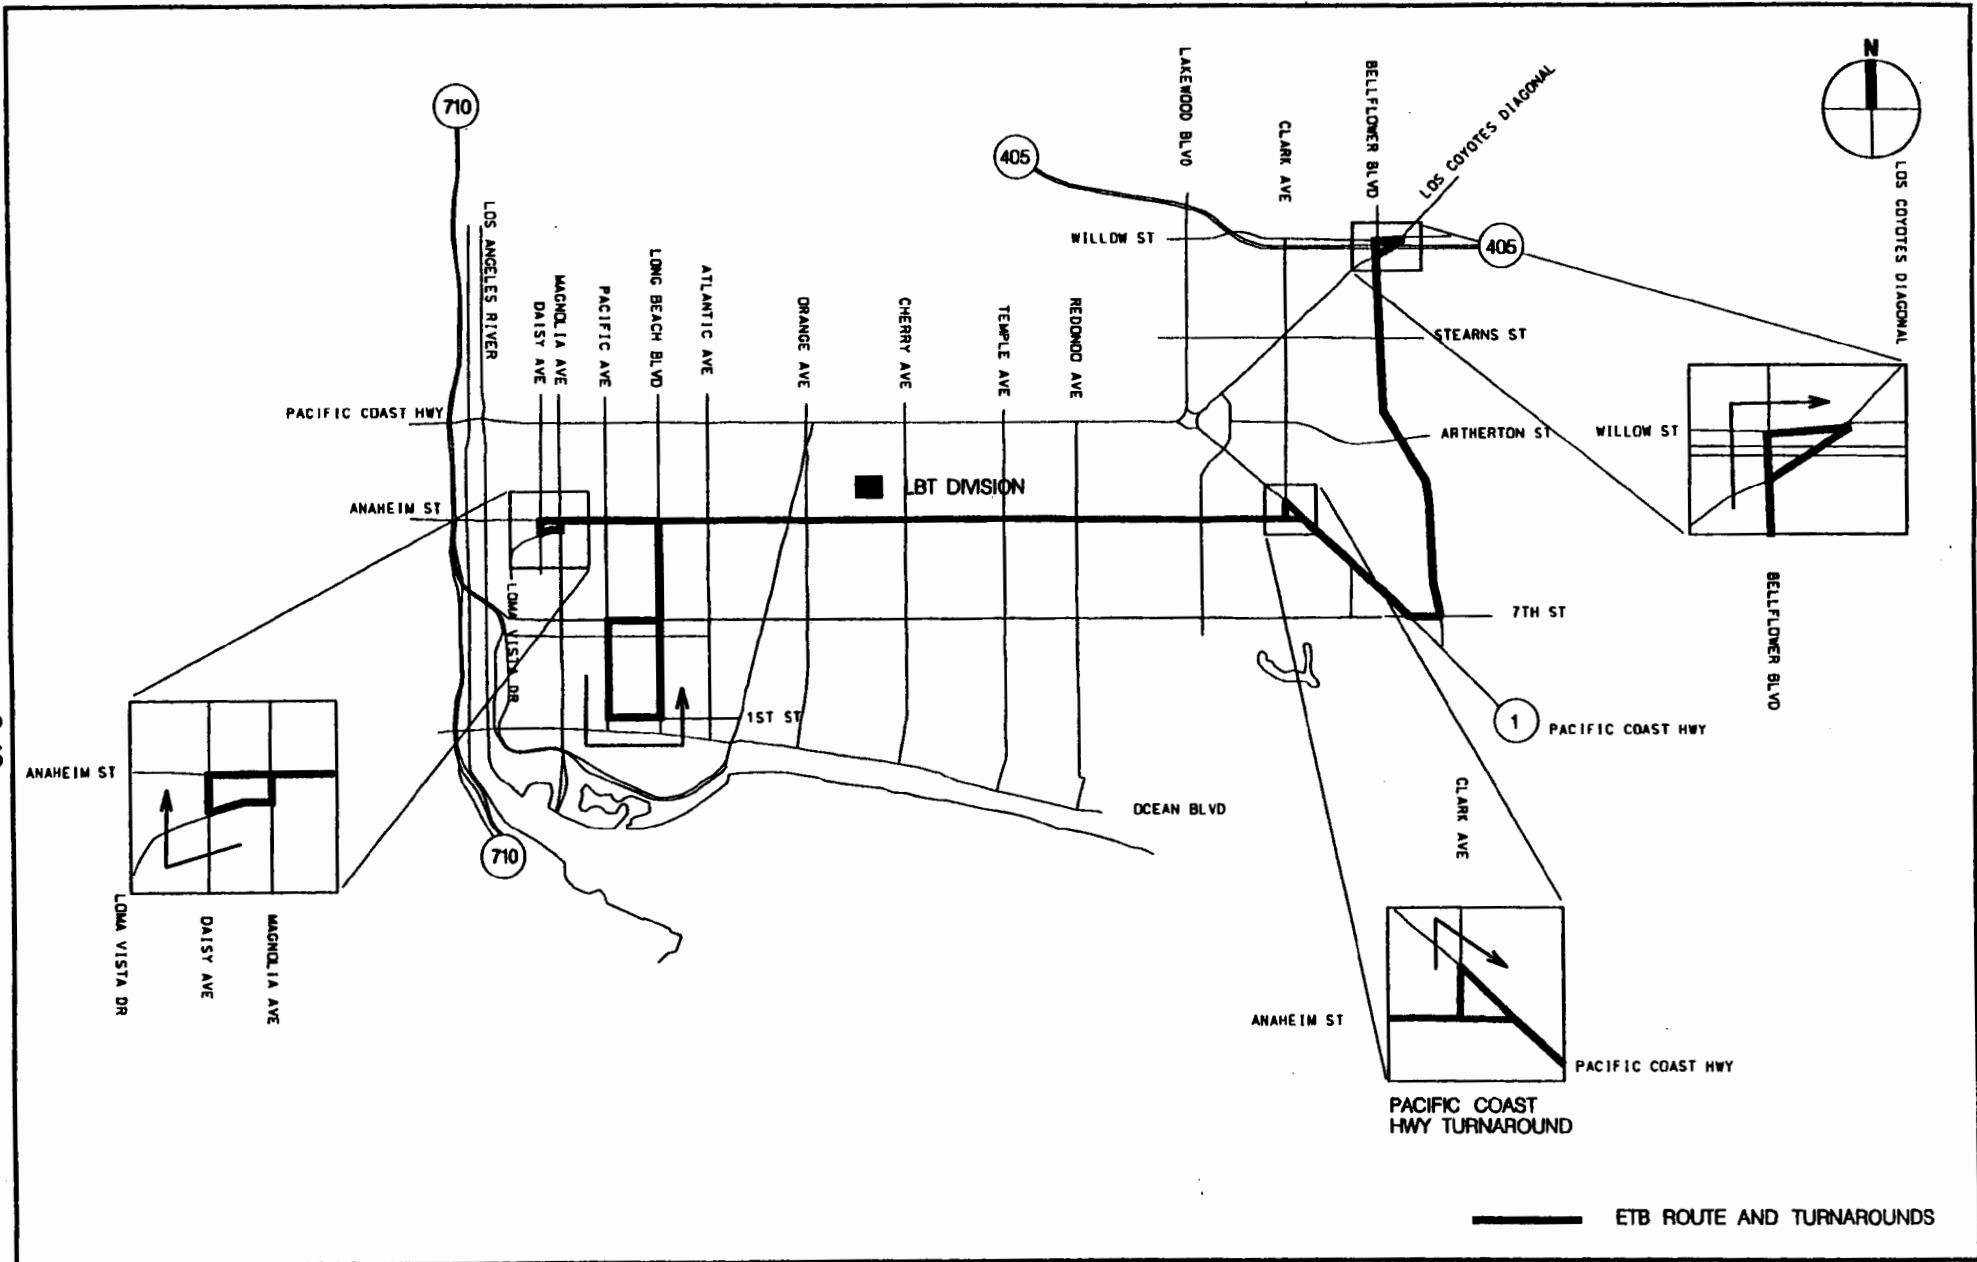 N
710
LAKEWOOD BLVD
CLARK AVE
BELLFLOWER BLVD
LOS COYOTES DIAGONAL
LOS COYOTES DIAGONAL
405
LOS ANGELES RIVER
WILLOW ST
405
DAISY AVE
MAGNOLIA AVE
PACIFIC AVE
LONG BEACH BLVD
ATLANTIC AVE
ORANGE AVE
CHERRY AVE
TEMPLE AVE
REDONDO AVE
STEARNS ST
PACIFIC COAST HWY
ARTHERTON ST
WILLOW ST
LBT DIVISION
ANAHEIM ST
LOMA VISTA DR
7TH ST
BELLFLOWER BLVD
1ST ST
1
PACIFIC COAST HWY
ANAHEIM ST
OCEAN BLVD
CLARK AVE
710
LOMA VISTA DR
DAISY AVE
MAGNOLIA AVE
ANAHEIM ST
PACIFIC COAST HWY
PACIFIC COAST
HWY TURNAROUND
ETB ROUTE AND TURNAROUNDS